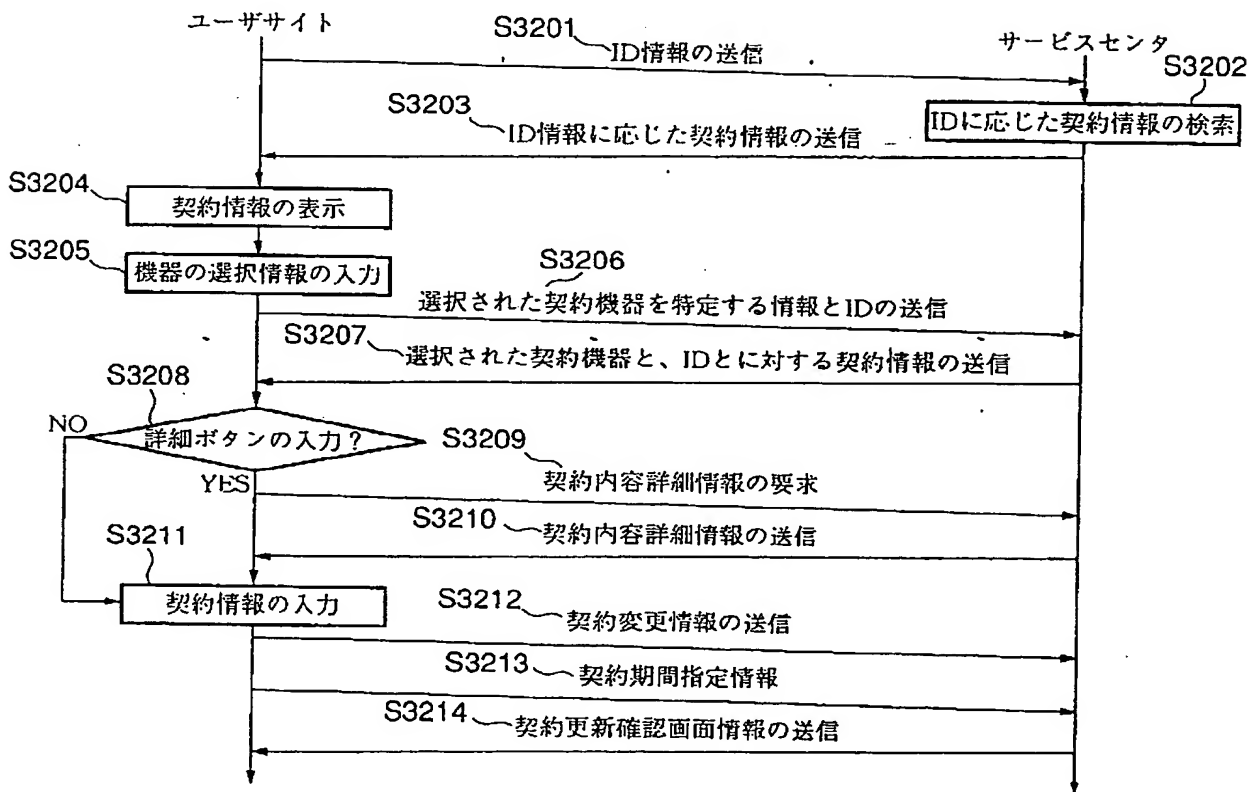 ユーザサイト
サービスセンタ
S3201
ID情報の送信
S3202
IDに応じた契約情報の検索
S3203
ID情報に応じた契約情報の送信
S3204
契約情報の表示
S3205
機器の選択情報の入力
S3206
選択された契約機器を特定する情報とIDの送信
S3207
選択された契約機器と、IDとに対する契約情報の送信
S3208
詳細ボタンの入力?
NO
YES
S3209
契約内容詳細情報の要求
S3210
契約内容詳細情報の送信
S3211
契約情報の入力
S3212
契約変更情報の送信
S3213
契約期間指定情報
S3214
契約更新確認画面情報の送信